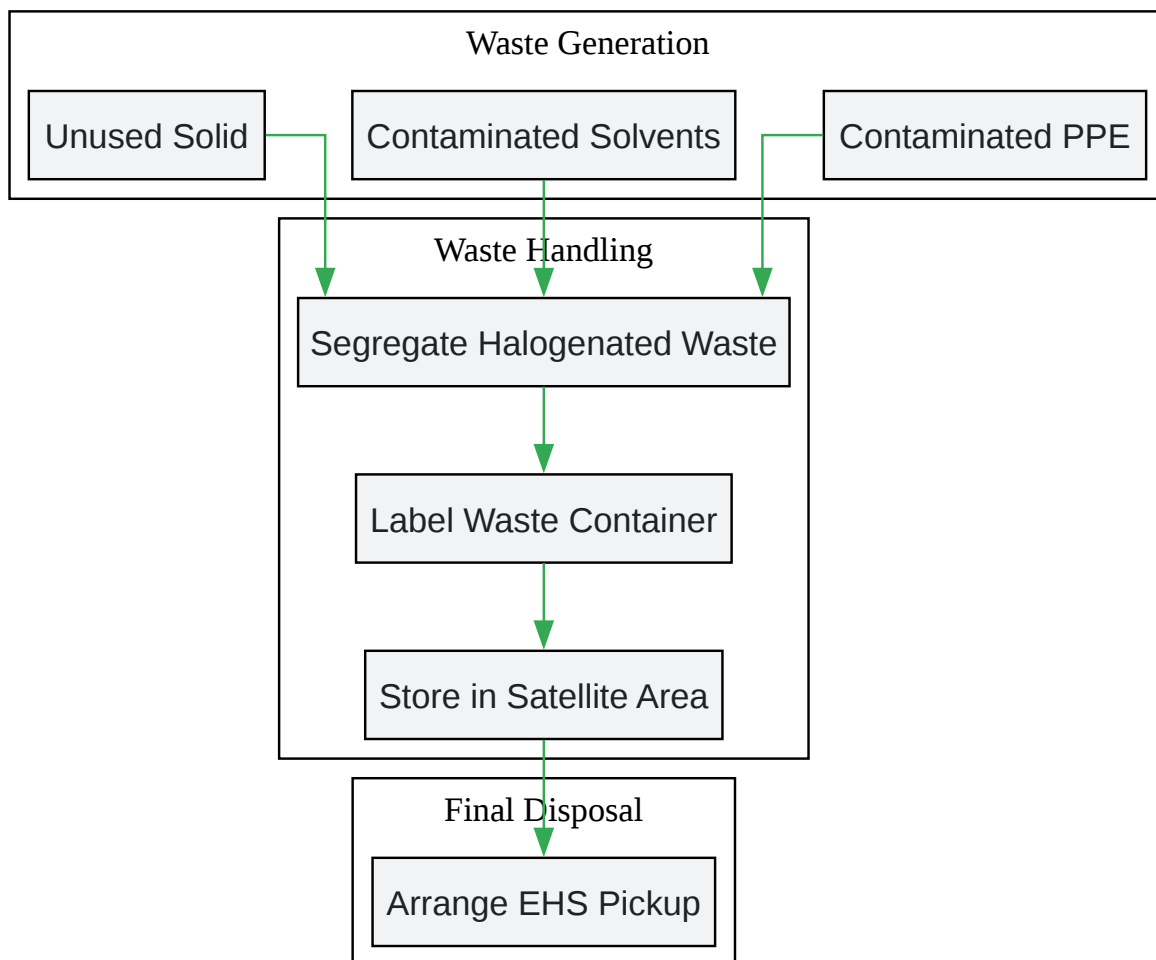 Waste Generation
Unused Solid
Contaminated Solvents
Contaminated PPE
Waste Handling
Segregate Halogenated Waste
Label Waste Container
Store in Satellite Area
Final Disposal
Arrange EHS Pickup